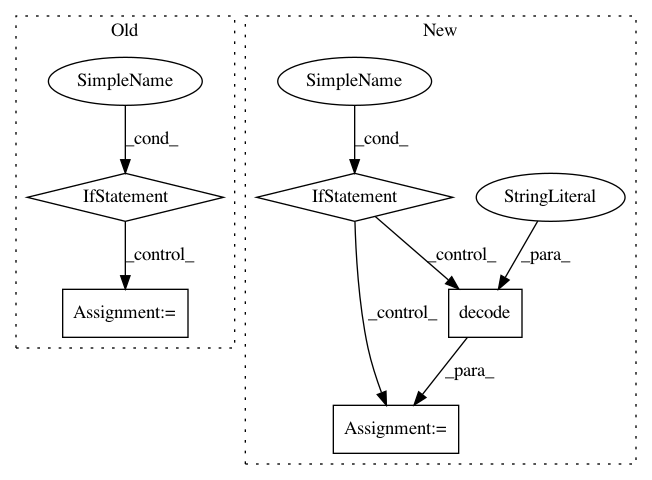 Old
New
SimpleName
SimpleName
_cond_
_cond_
IfStatement
IfStatement
StringLiteral
_control_
_control_
_para_
Assignment:=
_control_
decode
_para_
Assignment:=